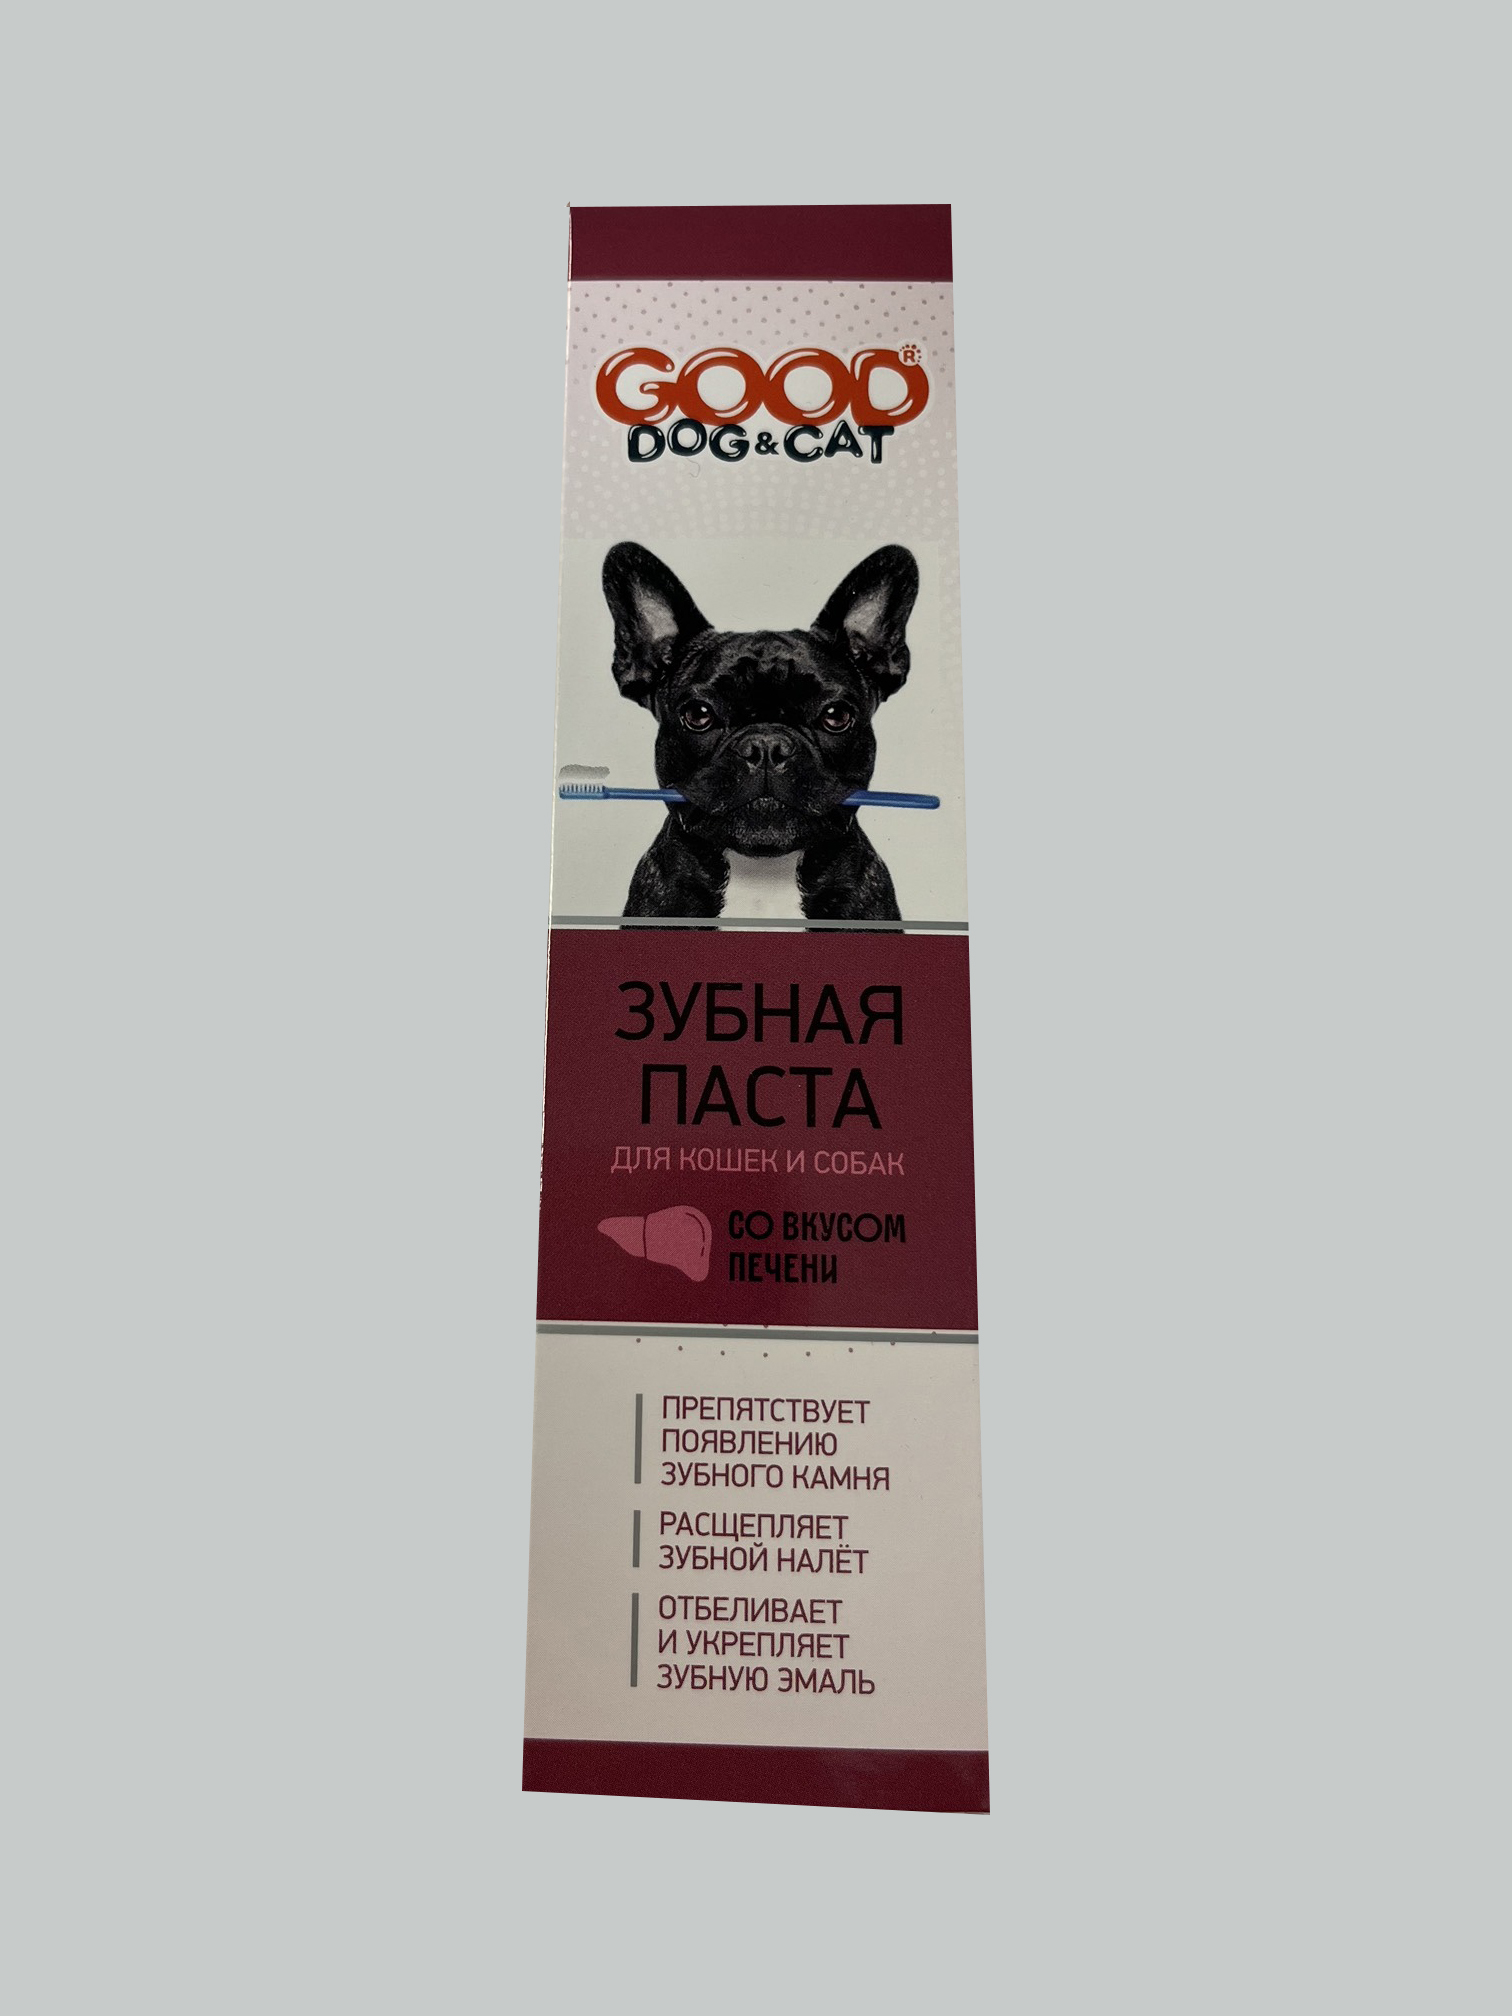 GOOD®
DOG & CAT
ЗУБНАЯ
ПАСТА
ДЛЯ КОШЕК И СОБАК
СО ВКУСОМ
ПЕЧЕНИ
ПРЕПЯТСТВУЕТ
ПОЯВЛЕНИЮ
ЗУБНОГО КАМНЯ
РАСЩЕПЛЯЕТ
ЗУБНОЙ НАЛЁТ
ОТБЕЛИВАЕТ
И УКРЕПЛЯЕТ
ЗУБНУЮ ЭМАЛЬ